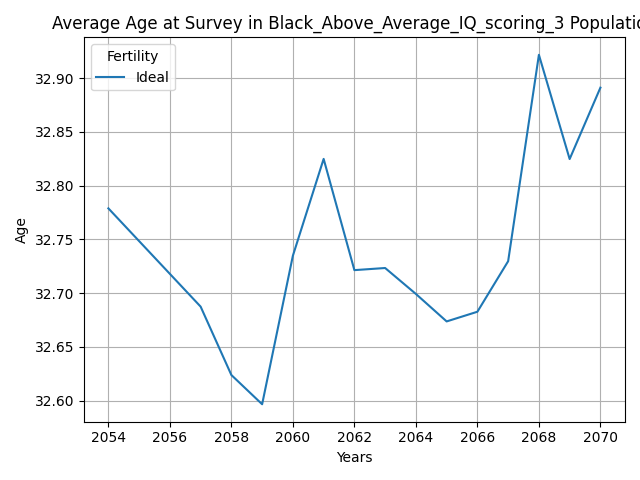 Average Age at Survey in Black_Above_Average_IQ_scoring_3 Populatio
Fertility
Ideal
32.90
32.85
32.80
32.75
32.70
32.65
32.60
Age
2054 2056 2058 2060 2062 2064 2066 2068 2070
Years